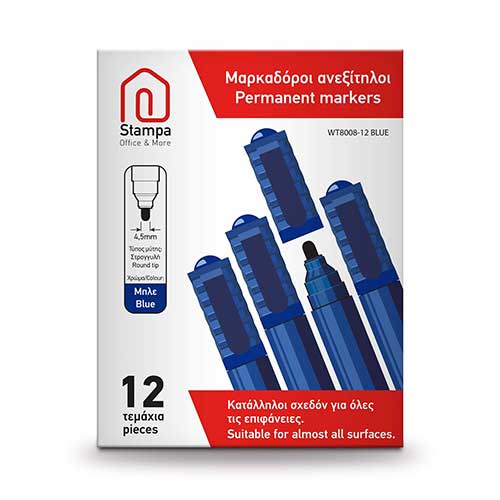 Stampa
Office & More
Μαρκαδόροι ανεξίτηλοι
Permanent markers
WT8008-12 BLUE
4,5mm
Τύπος μύτης:
Στρογγυλή
Round tip
Χρώμα/Colour:
Μπλε
Blue
12
τεμάχια
pieces
Κατάλληλοι σχεδόν για όλες
τις επιφάνειες.
Suitable for almost all surfaces.